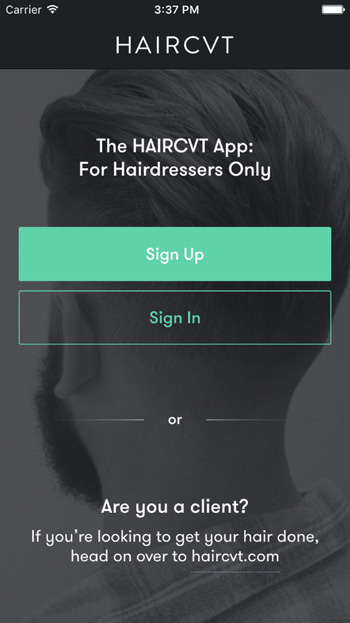 Carrier 3:37 PM
HAIRCVT
The HAIRCVT App:
For Hairdressers Only
Sign Up
Sign In
or
Are you a client?
If you’re looking to get your hair done,
head on over to haircvt.com